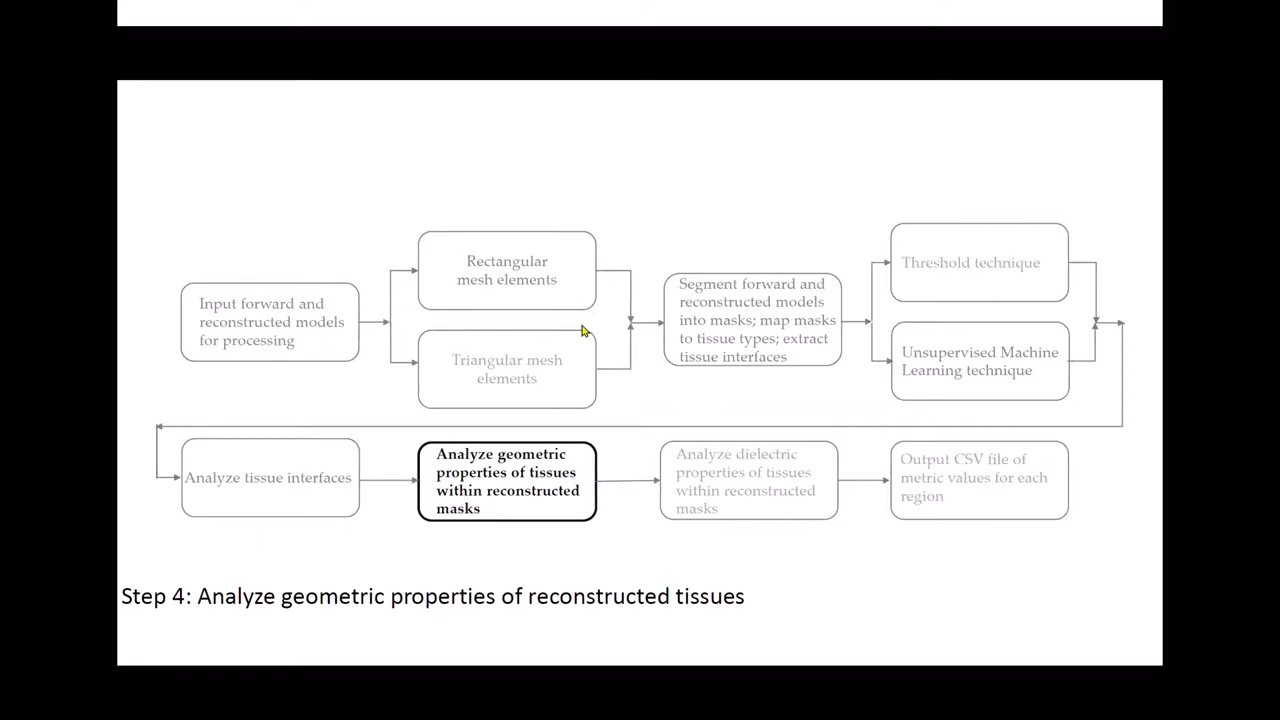 Input forward and
reconstructed models
for processing
Rectangular
mesh elements
Triangular mesh
elements
Segment forward and
reconstructed models
into masks; map masks
to tissue types; extract
tissue interfaces
Threshold technique
Unsupervised Machine
Learning technique
Analyze tissue interfaces
Analyze geometric
properties of tissues
within reconstructed
masks
Analyze dielectric
properties of tissues
within reconstructed
masks
Output CSV file of
metric values for each
region
Step 4: Analyze geometric properties of reconstructed tissues